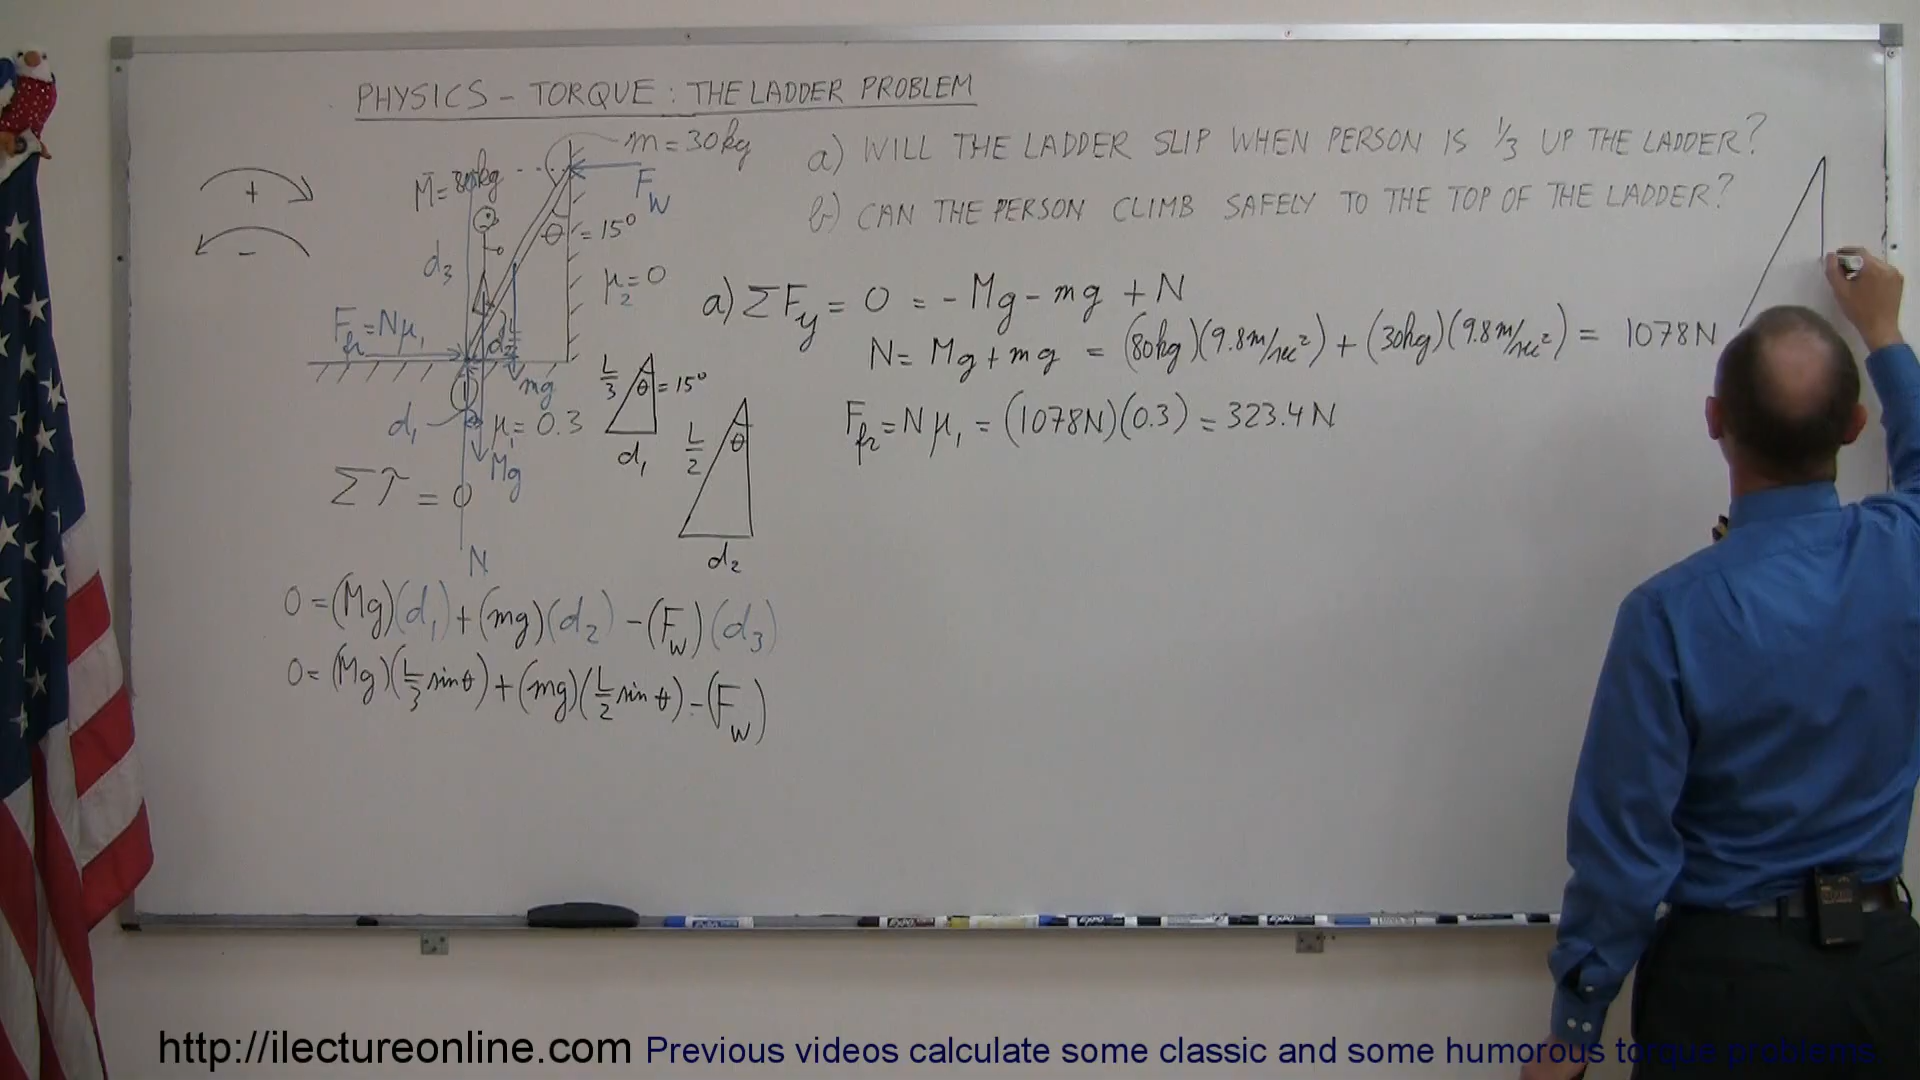 PHYSICS - TORQUE : THE LADDER PROBLEM
m = 30kg
M = 80kg
F_W
+
-
θ = 15°
d₃
μ₂ = 0
F_fr = Nμ₁
d₂
mg
d₁
μ₁ = 0.3
Mg
Στ = 0
N
L/3
θ = 15°
d₁
L/2
θ
d₂
0 = (Mg)(d₁) + (mg)(d₂) - (F_W)(d₃)
0 = (Mg)(L/3 sin θ) + (mg)(L/2 sin θ) - (F_W)
a) WILL THE LADDER SLIP WHEN PERSON IS 1/3 UP THE LADDER?
b) CAN THE PERSON CLIMB SAFELY TO THE TOP OF THE LADDER?
a) ΣF_y = 0 = - Mg - mg + N
N = Mg + mg = (80kg)(9.8m/sec²) + (30kg)(9.8m/sec²) = 1078N
F_fr = Nμ₁ = (1078N)(0.3) = 323.4 N
EXPO
http://ilectureonline.com Previous videos calculate some classic and some humorous torque problems